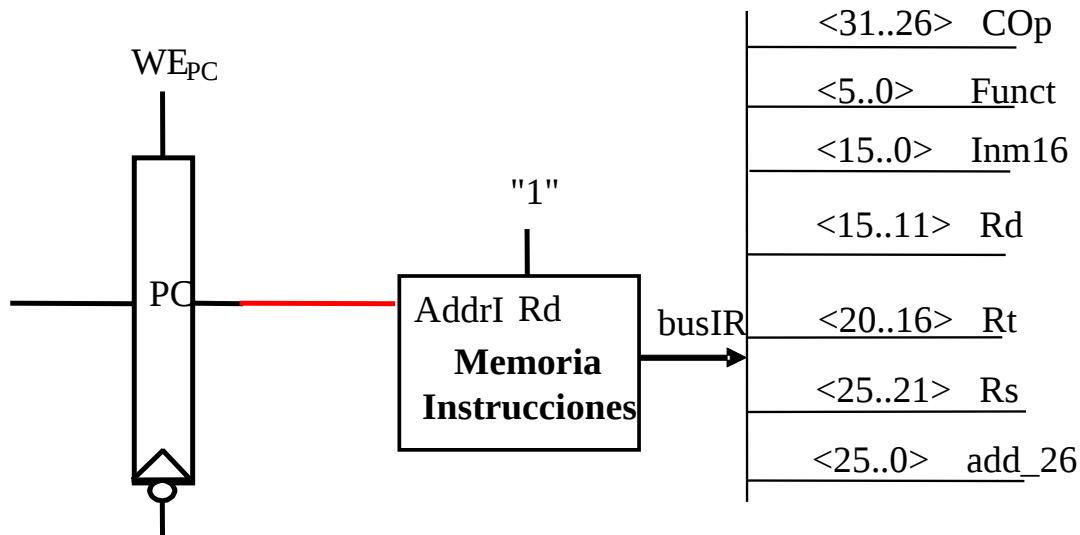 WEPC
PC
"1"
AddrI Rd
Memoria
Instrucciones
busIR
<31..26> COp
<5..0> Funct
<15..0> Inm16
<15..11> Rd
<20..16> Rt
<25..21> Rs
<25..0> add_26